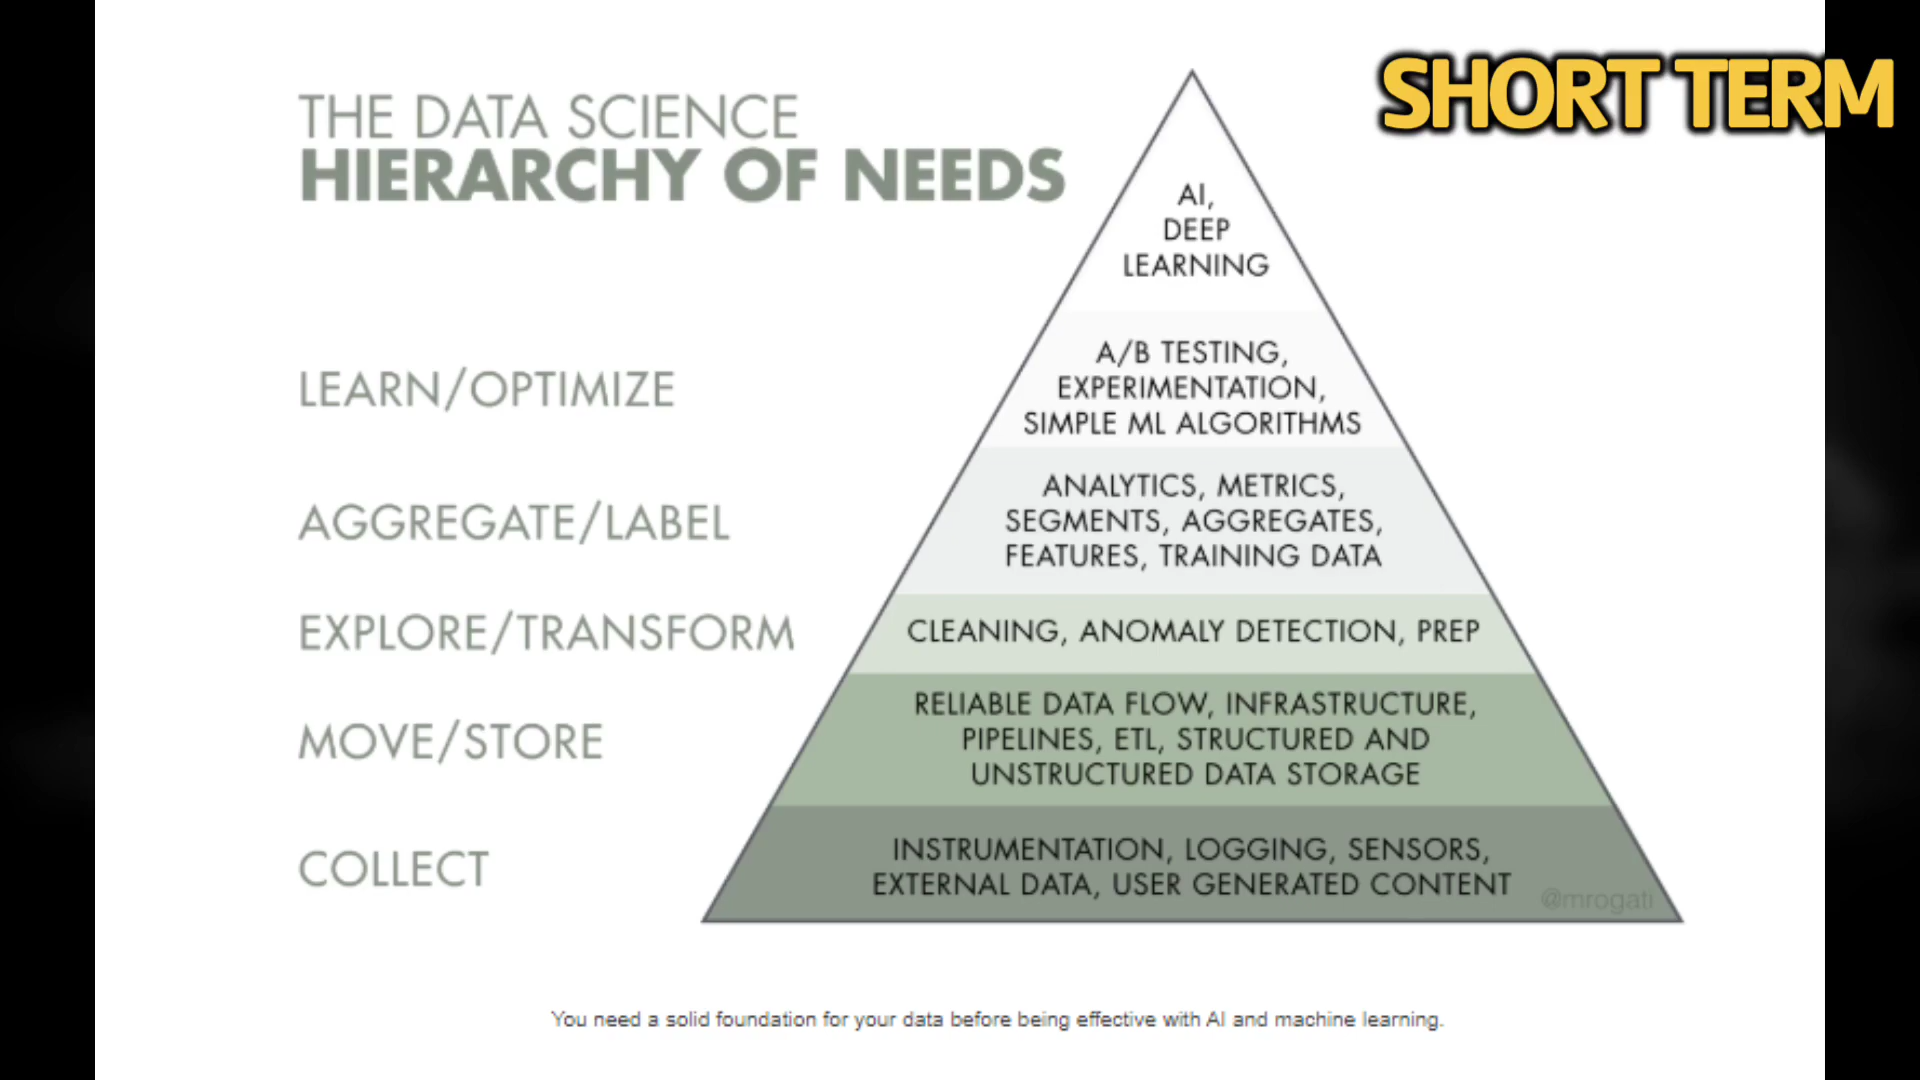 SHORT TERM
THE DATA SCIENCE
HIERARCHY OF NEEDS
AI,
DEEP
LEARNING
LEARN/OPTIMIZE
A/B TESTING,
EXPERIMENTATION,
SIMPLE ML ALGORITHMS
AGGREGATE/LABEL
ANALYTICS, METRICS,
SEGMENTS, AGGREGATES,
FEATURES, TRAINING DATA
EXPLORE/TRANSFORM
CLEANING, ANOMALY DETECTION, PREP
MOVE/STORE
RELIABLE DATA FLOW, INFRASTRUCTURE,
PIPELINES, ETL, STRUCTURED AND
UNSTRUCTURED DATA STORAGE
COLLECT
INSTRUMENTATION, LOGGING, SENSORS,
EXTERNAL DATA, USER GENERATED CONTENT
@mrogati
You need a solid foundation for your data before being effective with AI and machine learning.